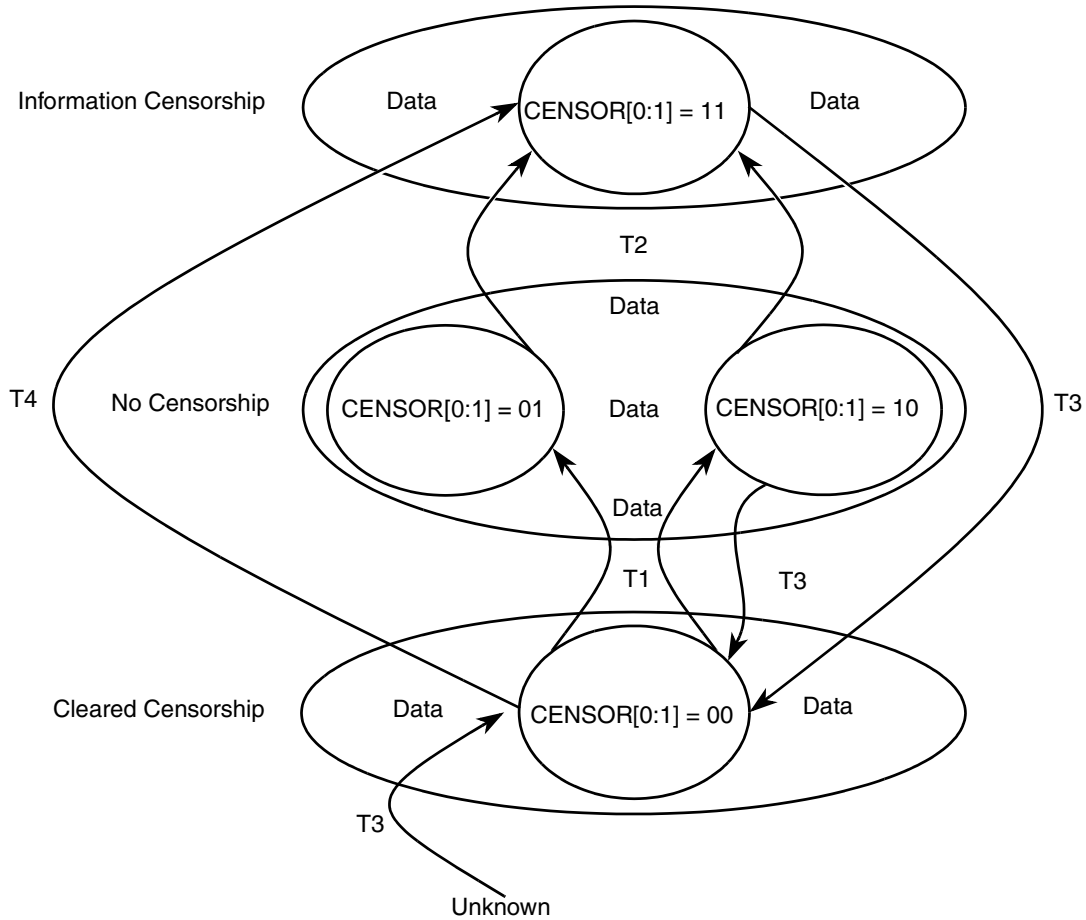 Information Censorship
Data
CENSOR[0:1] = 11
Data
T2
Data
T4
No Censorship
CENSOR[0:1] = 01
Data
CENSOR[0:1] = 10
T3
Data
T1
T3
Cleared Censorship
Data
CENSOR[0:1] = 00
Data
T3
Unknown